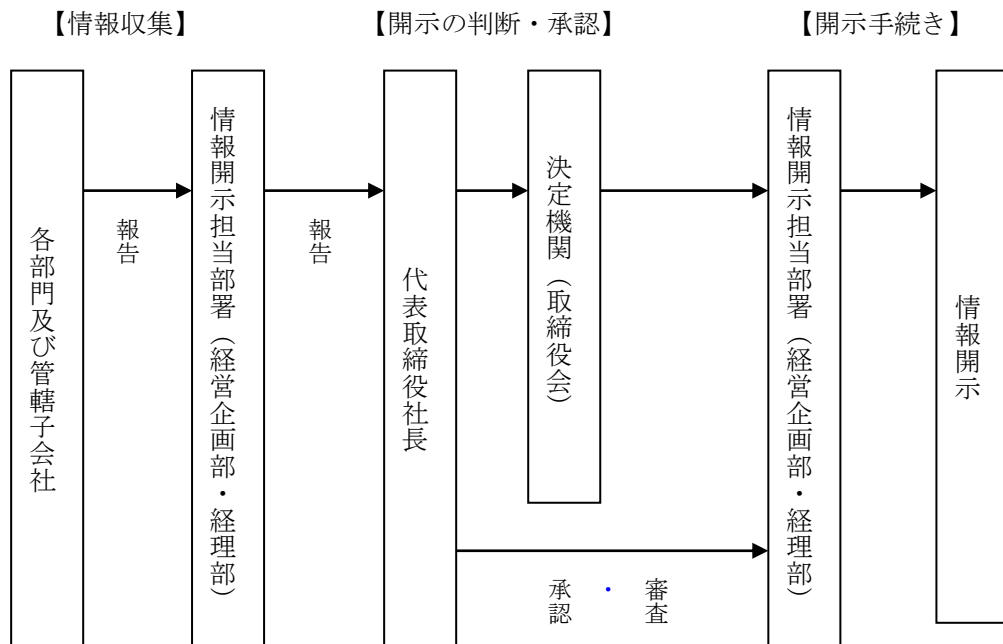 【情報収集】
【開示の判断・承認】
【開示手続き】
各部門及び管轄子会社
報告
情報開示担当部署（経営企画部・経理部）
報告
代表取締役社長
決定機関（取締役会）
承認・審査
情報開示担当部署（経営企画部・経理部）
情報開示